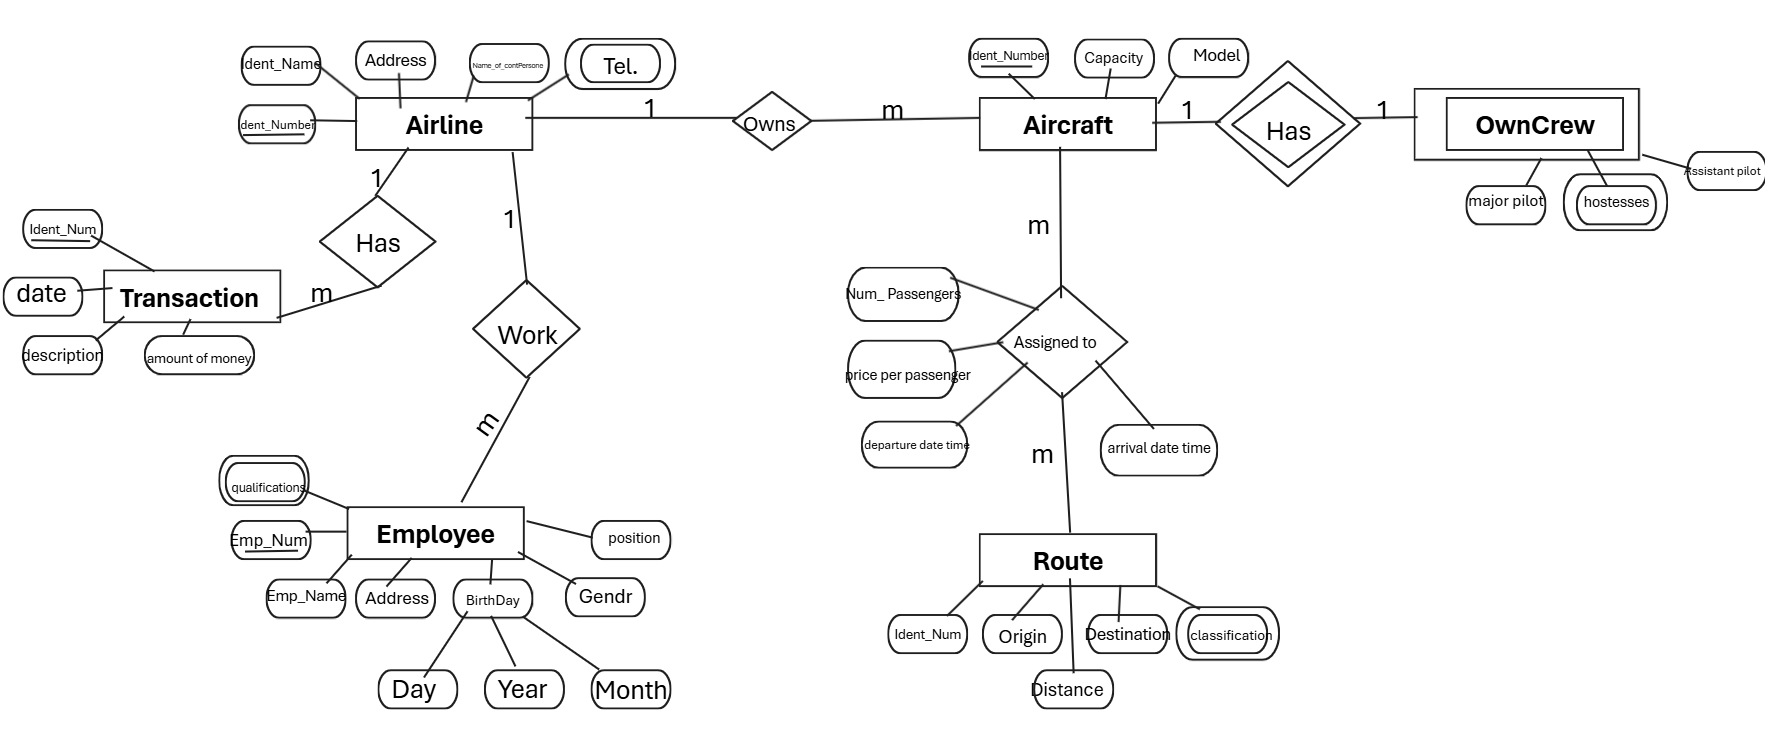 Ident_Name
Address
Name_of_contPersone
Tel.
dent_Number
Airline
1
Owns
m
Ident_Number
Capacity
Model
Aircraft
1
Has
1
OwnCrew
major pilot
hostesses
Assistant pilot
1
Has
m
Ident_Num
date
Transaction
description
amount of money
1
Work
m
m
Num_ Passengers
Assigned to
price per passenger
departure date time
arrival date time
m
qualifications
Emp_Num
Employee
position
Emp_Name
Address
BirthDay
Gendr
Day
Year
Month
Route
Ident_Num
Origin
Destination
classification
Distance